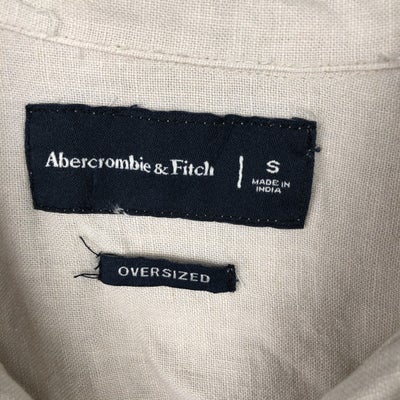 Abercrombie & Fitch
S
MADE IN
INDIA
OVERSIZED